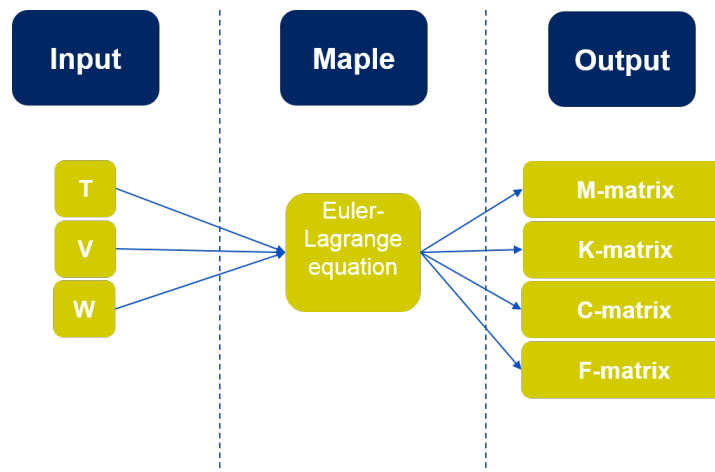 Input
Maple
Output
T
V
W
Euler-
Lagrange
equation
M-matrix
K-matrix
C-matrix
F-matrix